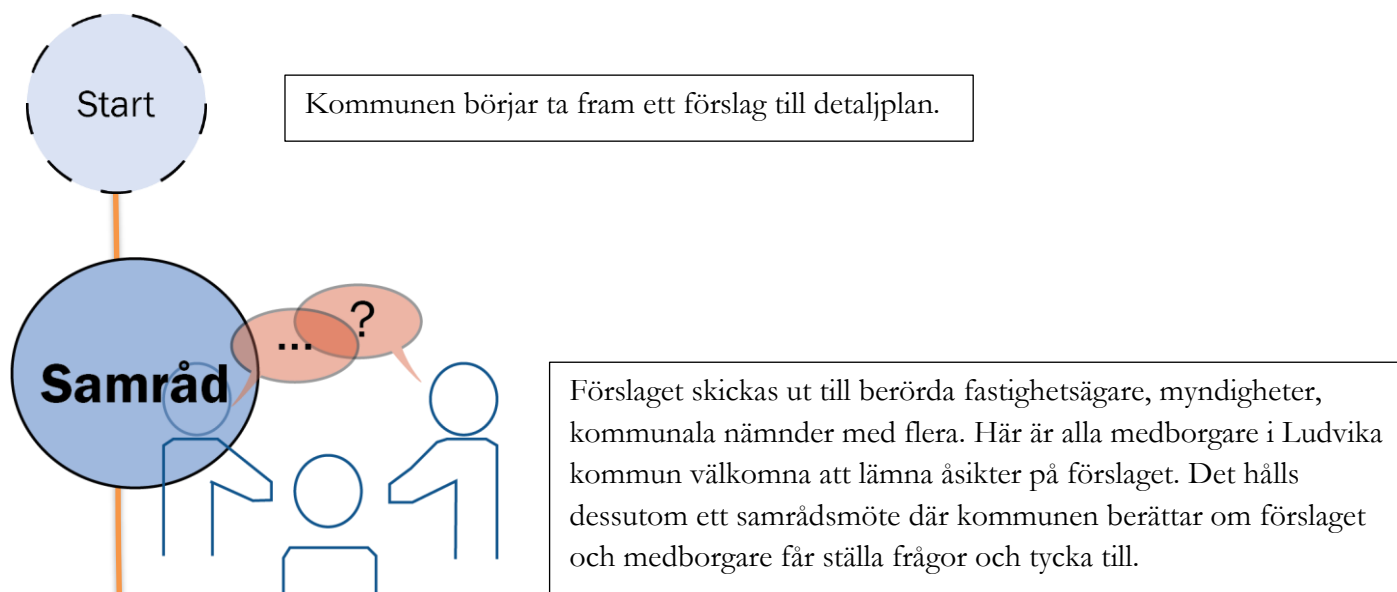 Start
Kommunen börjar ta fram ett förslag till detaljplan.
Samråd
...
?
Förslaget skickas ut till berörda fastighetsägare, myndigheter,
kommunala nämnder med flera. Här är alla medborgare i Ludvika
kommun välkomna att lämna åsikter på förslaget. Det hålls
dessutom ett samrådsmöte där kommunen berättar om förslaget
och medborgare får ställa frågor och tycka till.